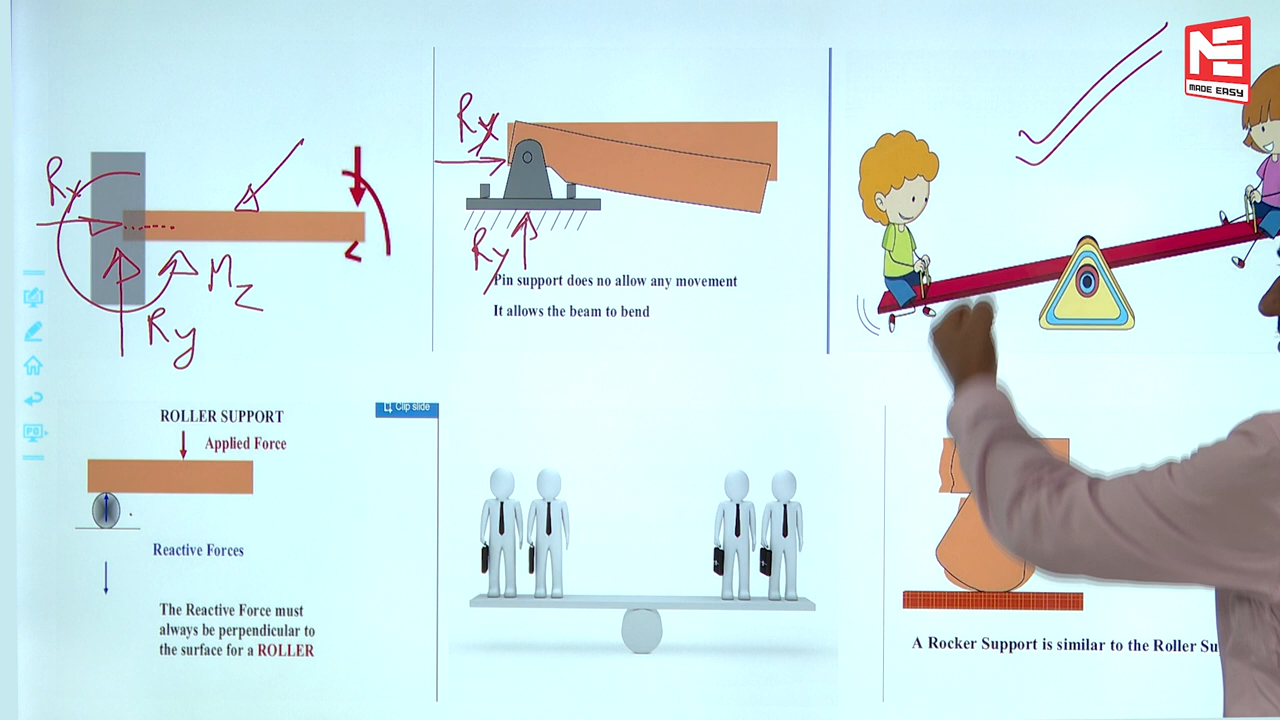 ME
MADE EASY
Rx
Ry
Mz
Rx
Ry
Pin support does no allow any movement
It allows the beam to bend
Clip slide
ROLLER SUPPORT
Applied Force
Reactive Forces
The Reactive Force must
always be perpendicular to
the surface for a ROLLER
A Rocker Support is similar to the Roller Su